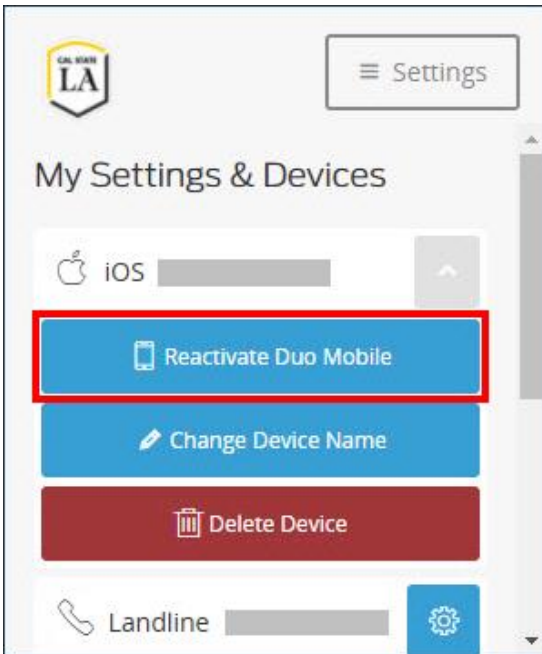 CAL STATE
LA
Settings
My Settings & Devices
iOS
Reactivate Duo Mobile
Change Device Name
Delete Device
Landline